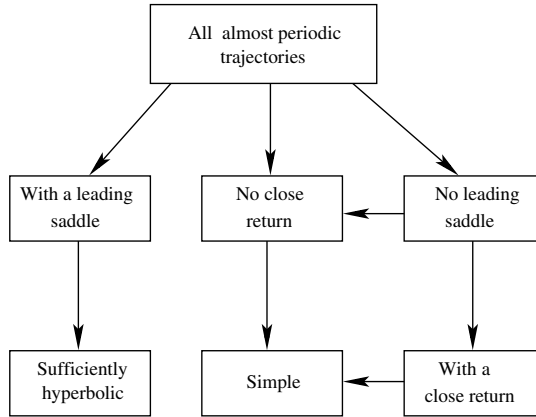 All almost periodic
trajectories
With a leading
saddle
No close
return
No leading
saddle
Sufficiently
hyperbolic
Simple
With a
close return